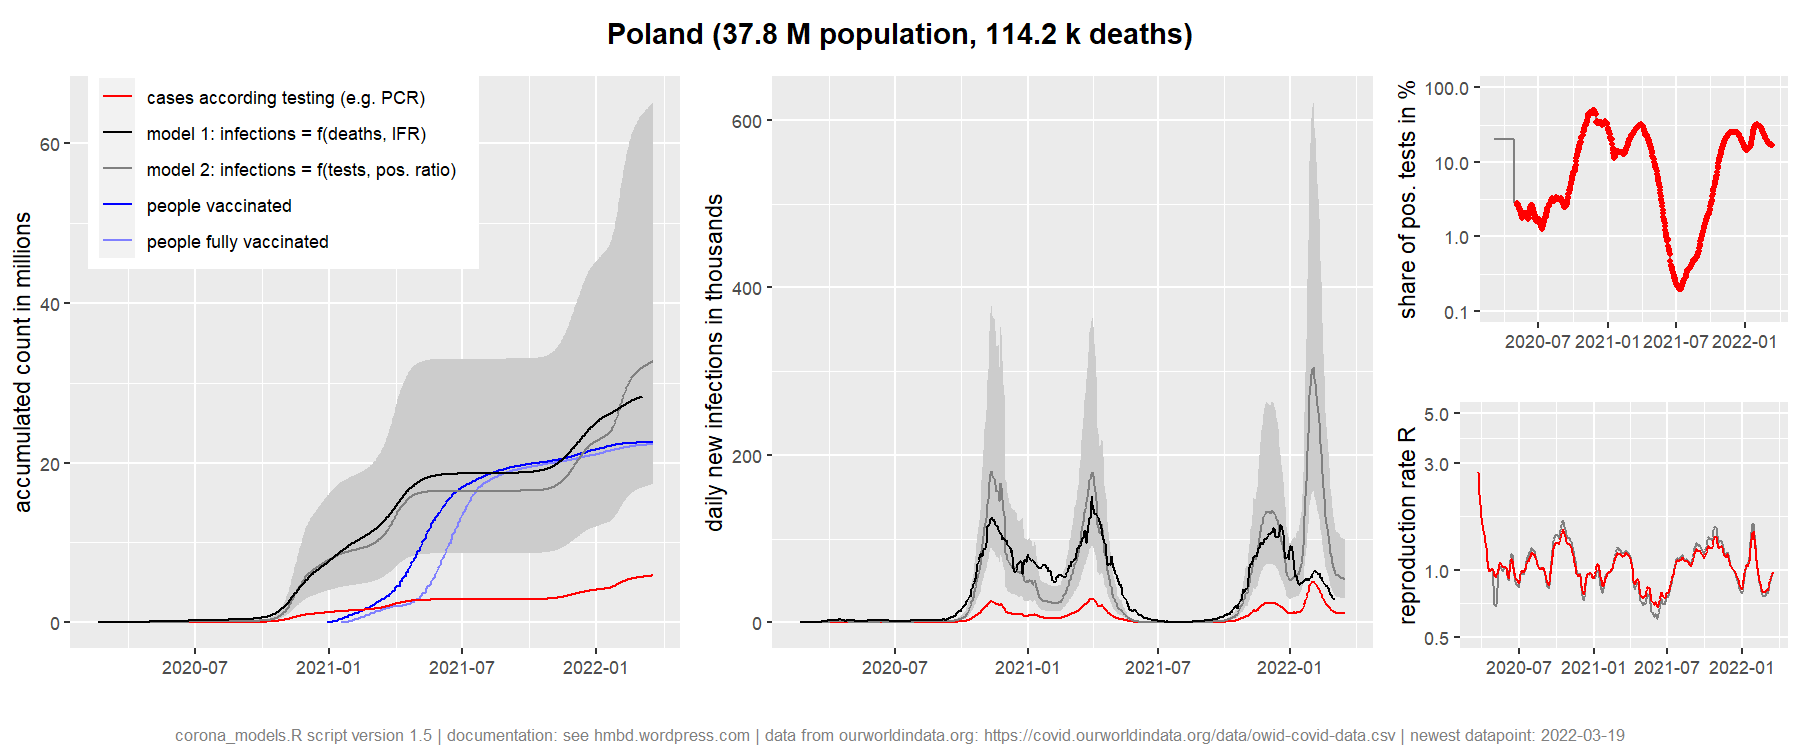 Poland (37.8 M population, 114.2 k deaths)
accumulated count in millions
60
40
20
0
cases according testing (e.g. PCR)
model 1: infections = f(deaths, IFR)
model 2: infections = f(tests, pos. ratio)
people vaccinated
people fully vaccinated
2020-07 2021-01 2021-07 2022-01
daily new infections in thousands
600
400
200
0
2020-07 2021-01 2021-07 2022-01
share of pos. tests in %
100.0
10.0
1.0
0.1
2020-07 2021-01 2021-07 2022-01
reproduction rate R
5.0
3.0
1.0
0.5
2020-07 2021-01 2021-07 2022-01
corona_models.R script version 1.5 | documentation: see hmbd.wordpress.com | data from ourworldindata.org: https://covid.ourworldindata.org/data/owid-covid-data.csv | newest datapoint: 2022-03-19